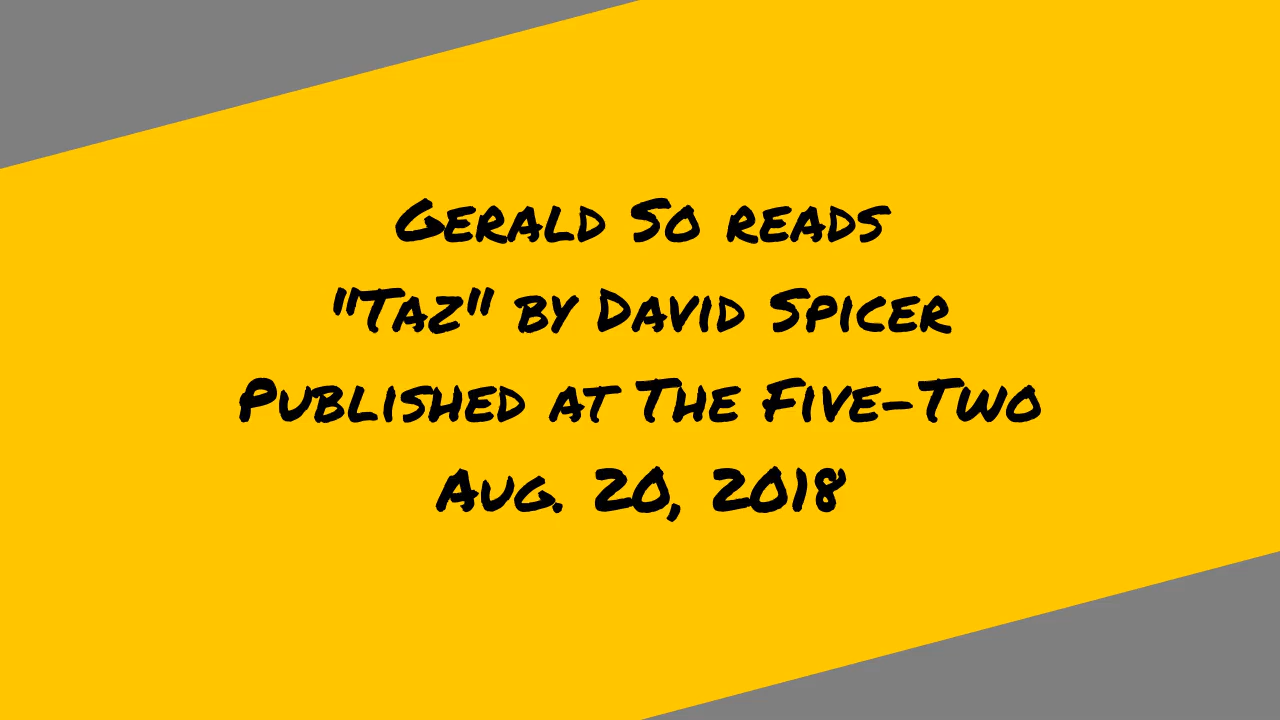 Gerald So reads
"Taz" by David Spicer
Published at The Five-Two
Aug. 20, 2018